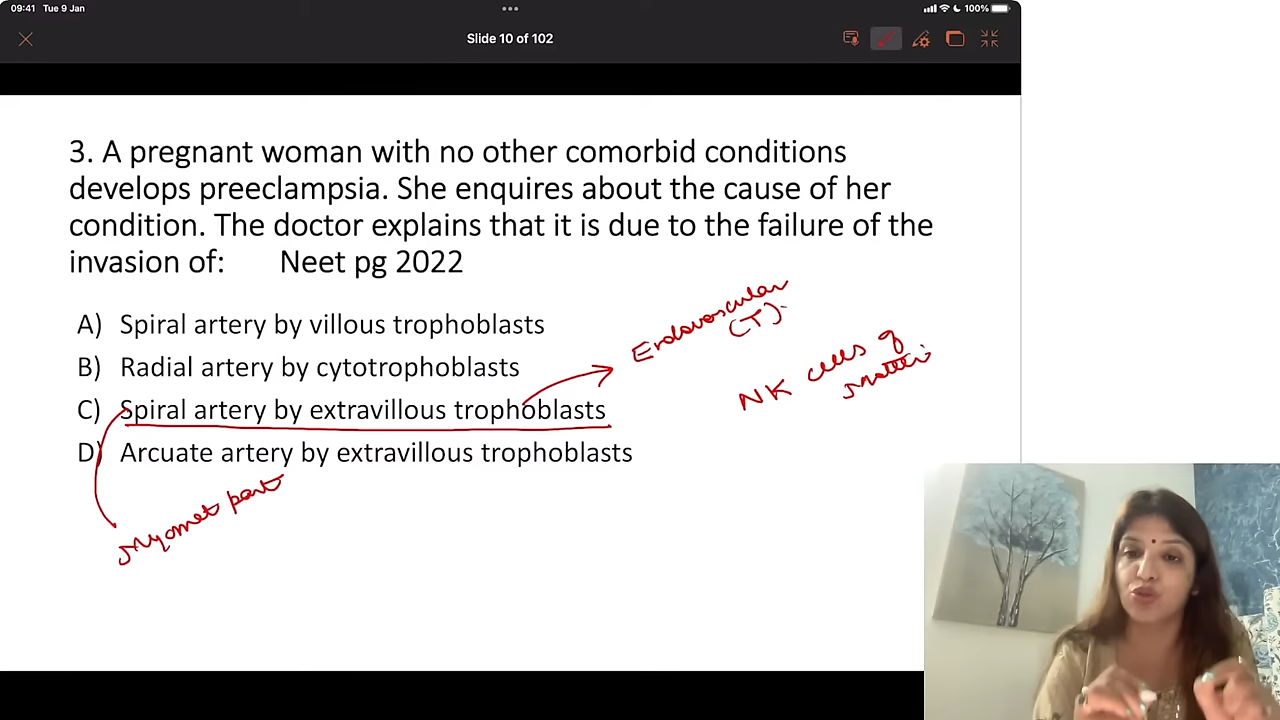 09:41 Tue 9 Jan
100%
Slide 10 of 102
3. A pregnant woman with no other comorbid conditions
develops preeclampsia. She enquires about the cause of her
condition. The doctor explains that it is due to the failure of the
invasion of: Neet pg 2022
A) Spiral artery by villous trophoblasts
B) Radial artery by cytotrophoblasts
C) Spiral artery by extravillous trophoblasts
D) Arcuate artery by extravillous trophoblasts
Endovascular
(T).
NK cells of
Myomet part